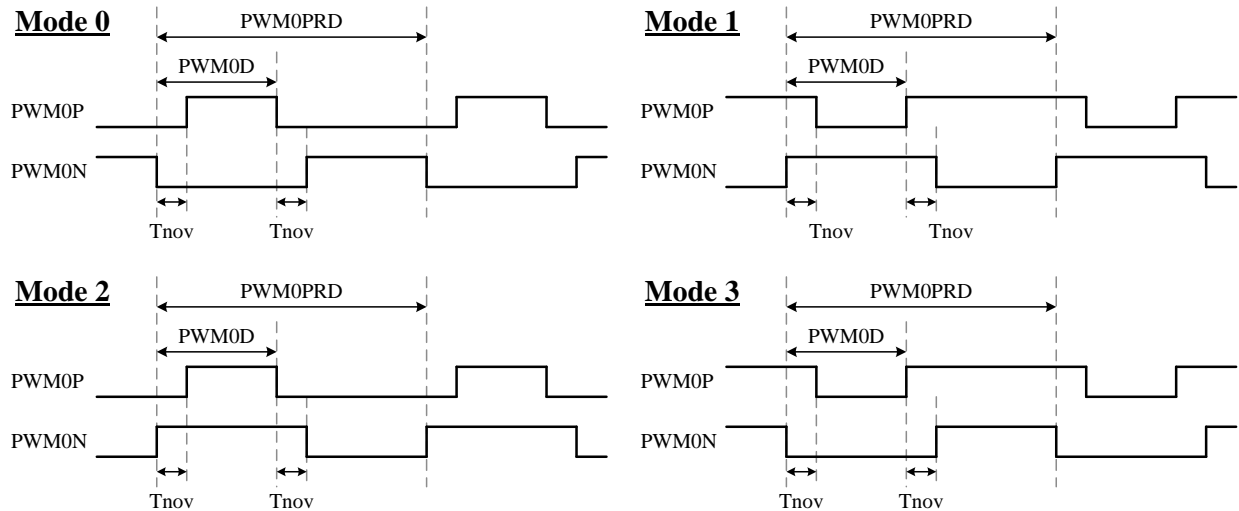 Mode 0
PWM0PRD
PWM0D
PWM0P
PWM0N
Tnov Tnov
Mode 1
PWM0PRD
PWM0D
PWM0P
PWM0N
Tnov Tnov
Mode 2
PWM0PRD
PWM0D
PWM0P
PWM0N
Tnov Tnov
Mode 3
PWM0PRD
PWM0D
PWM0P
PWM0N
Tnov Tnov